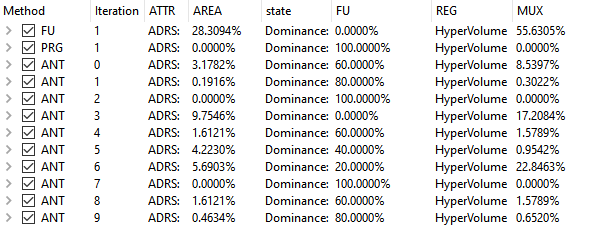 Method Iteration ATTR AREA state FU REG MUX
FU 1 ADRS: 28.3094% Dominance: 0.0000% HyperVolume 55.6305%
PRG 1 ADRS: 0.0000% Dominance: 100.0000% HyperVolume 0.0000%
ANT 0 ADRS: 3.1782% Dominance: 60.0000% HyperVolume 8.5397%
ANT 1 ADRS: 0.1916% Dominance: 80.0000% HyperVolume 0.3022%
ANT 2 ADRS: 0.0000% Dominance: 100.0000% HyperVolume 0.0000%
ANT 3 ADRS: 9.7546% Dominance: 0.0000% HyperVolume 17.2084%
ANT 4 ADRS: 1.6121% Dominance: 60.0000% HyperVolume 1.5789%
ANT 5 ADRS: 4.2230% Dominance: 40.0000% HyperVolume 0.9542%
ANT 6 ADRS: 5.6903% Dominance: 20.0000% HyperVolume 22.8463%
ANT 7 ADRS: 0.0000% Dominance: 100.0000% HyperVolume 0.0000%
ANT 8 ADRS: 1.6121% Dominance: 60.0000% HyperVolume 1.5789%
ANT 9 ADRS: 0.4634% Dominance: 80.0000% HyperVolume 0.6520%